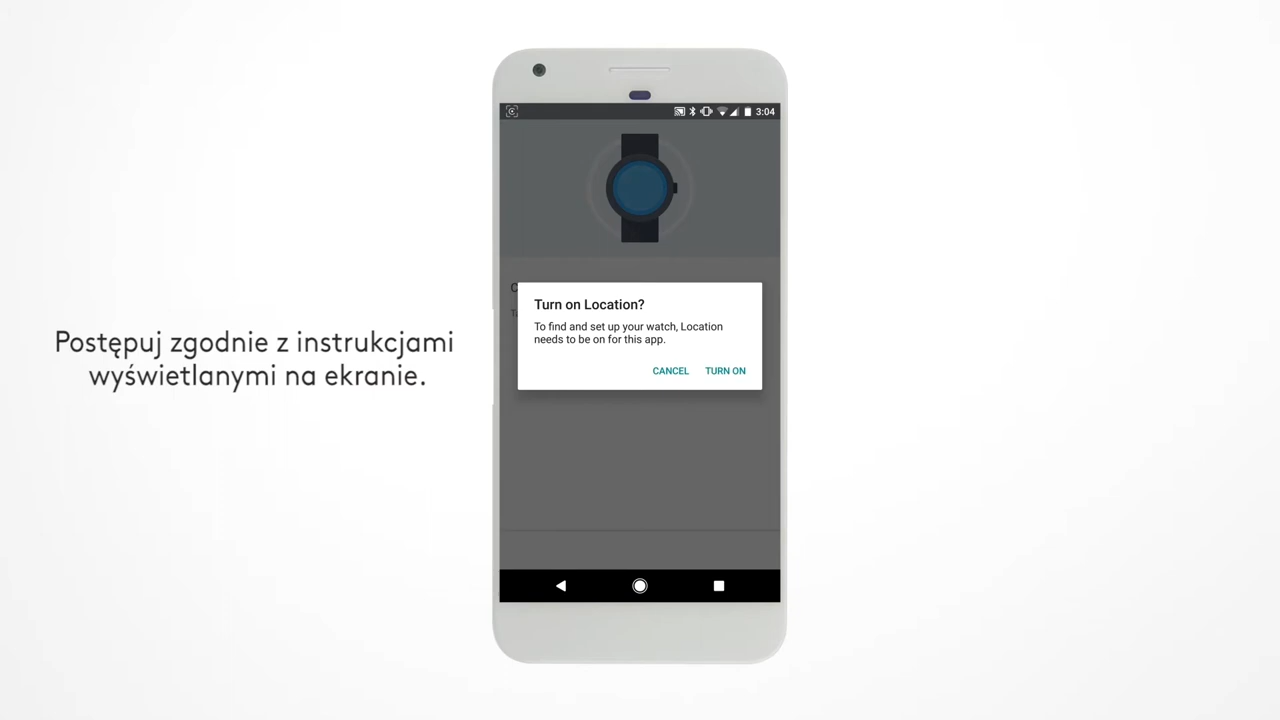 3:04
Postępuj zgodnie z instrukcjami
wyświetlanymi na ekranie.
Turn on Location?
To find and set up your watch, Location
needs to be on for this app.
CANCEL TURN ON